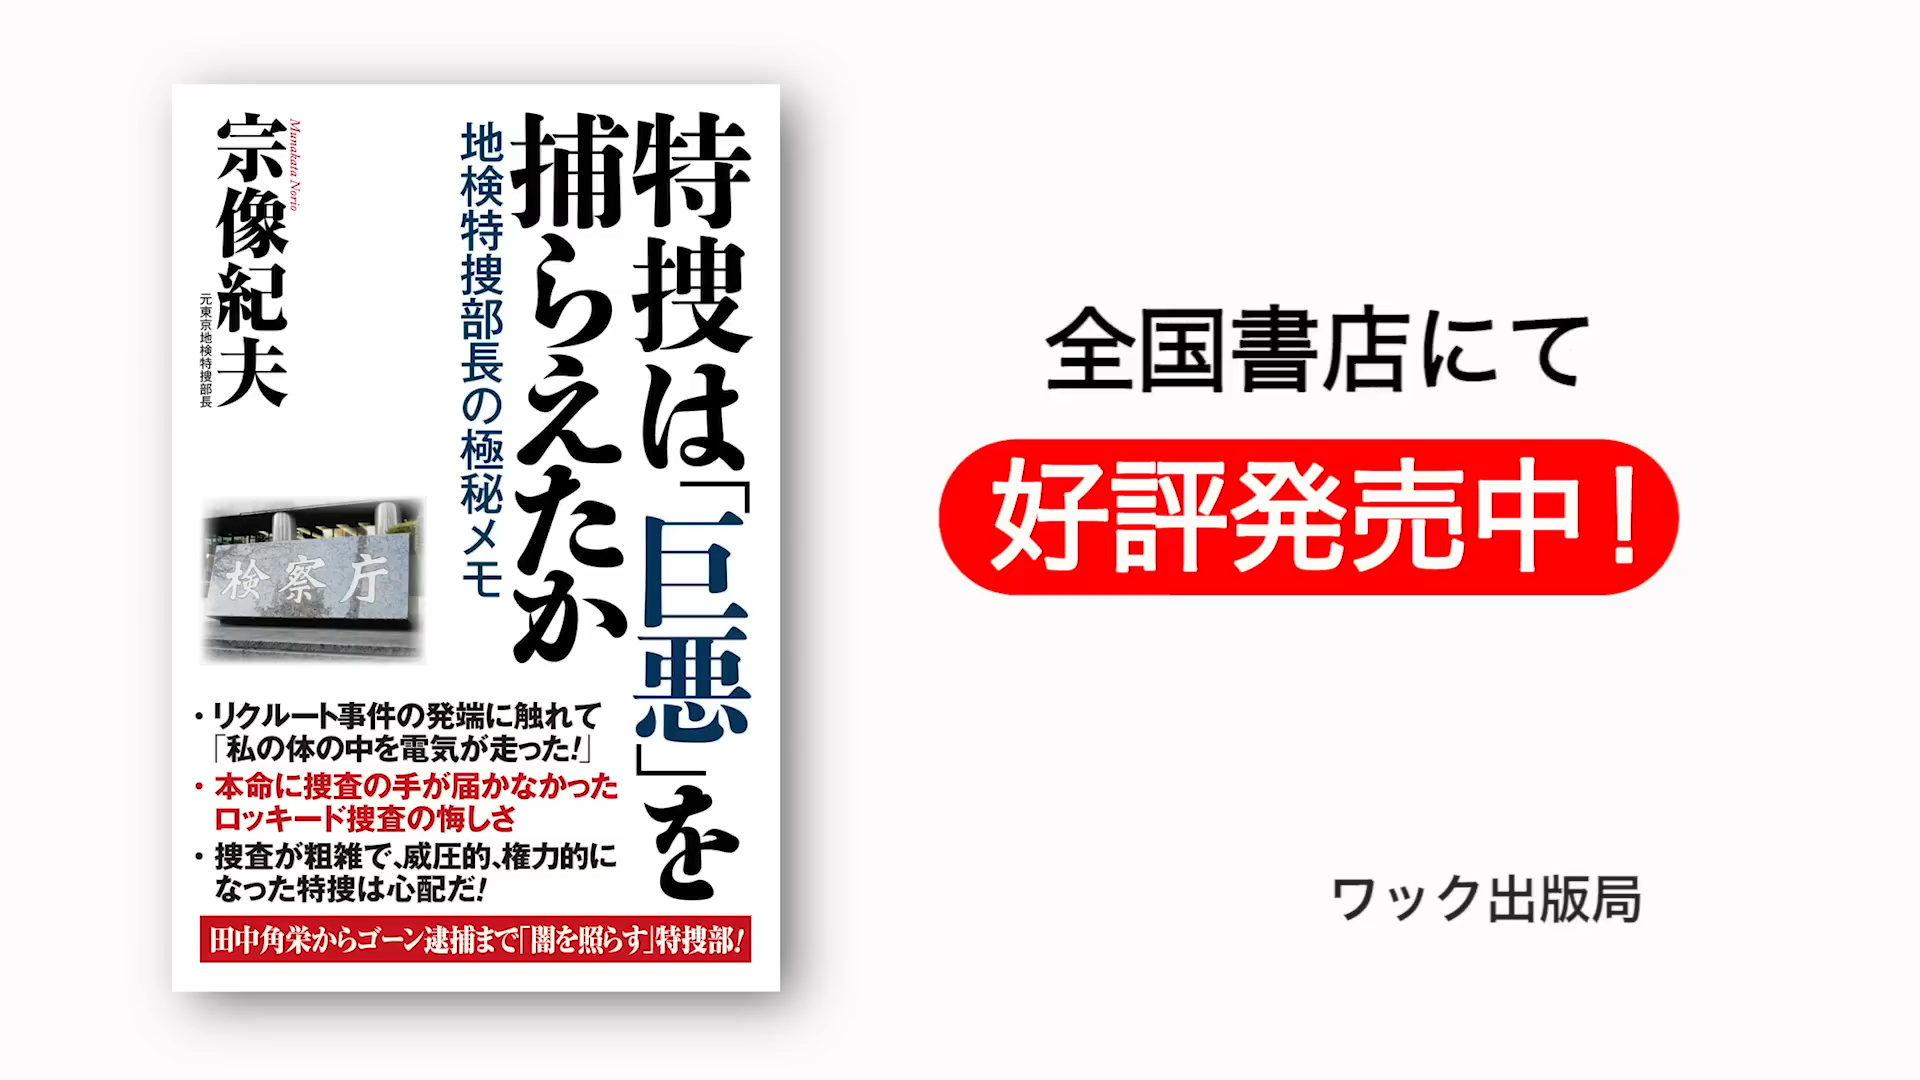 特捜は「巨悪」を
捕らえたか
地検特捜部長の極秘メモ
Munakata Norio
宗像紀夫
元東京地検特捜部長
検察庁
・リクルート事件の発端に触れて
「私の体の中を電気が走った!」
・本命に捜査の手が届かなかった
ロッキード捜査の悔しさ
・捜査が粗雑で、威圧的、権力的に
なった特捜は心配だ!
田中角栄からゴーン逮捕まで「闇を照らす」特捜部!
全国書店にて
好評発売中!
ワック出版局